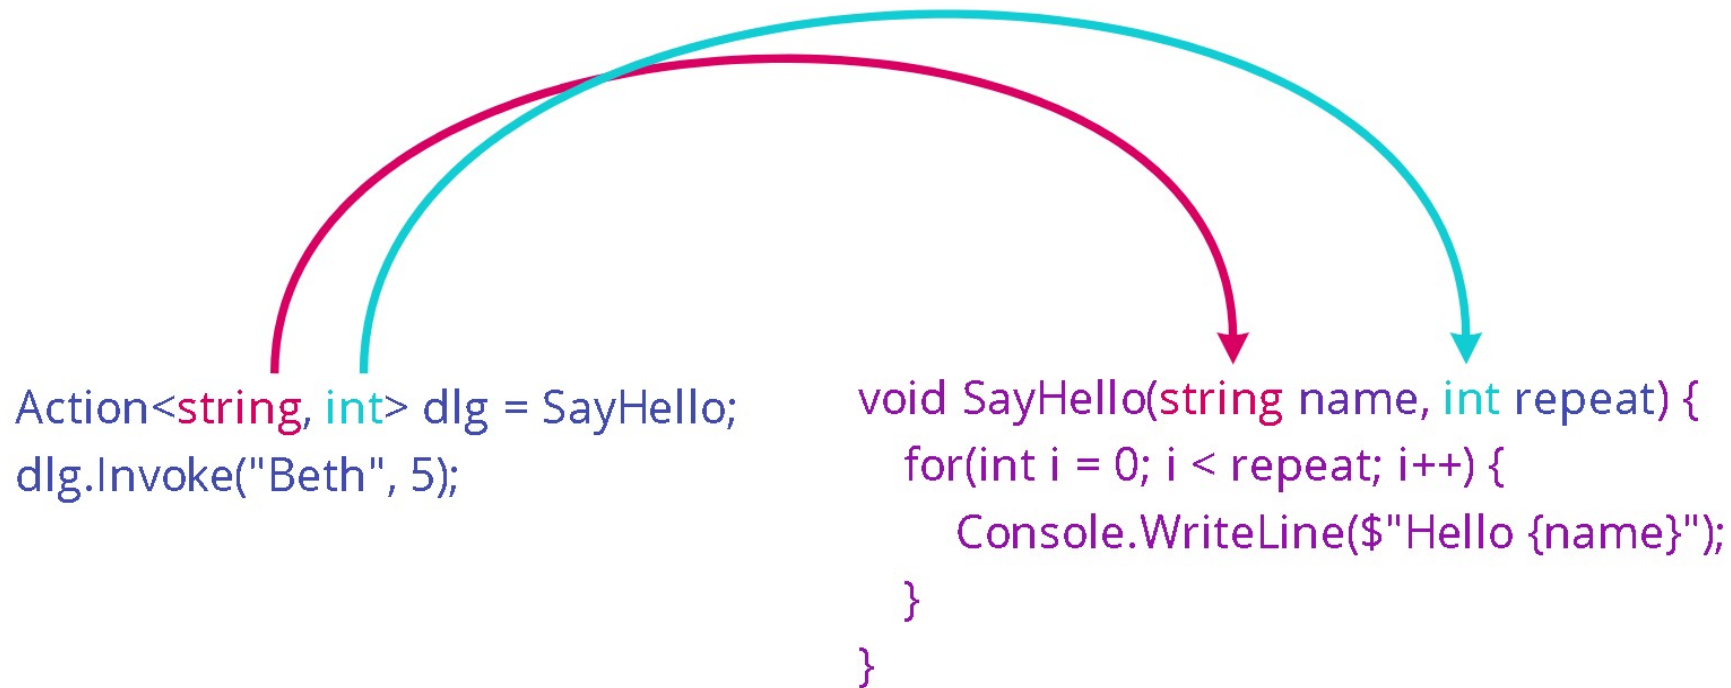 Action<string, int> dlg = SayHello;
dlg.Invoke("Beth", 5);
void SayHello(string name, int repeat) {
for(int i = 0; i < repeat; i++) {
Console.WriteLine($"Hello {name}");
}
}